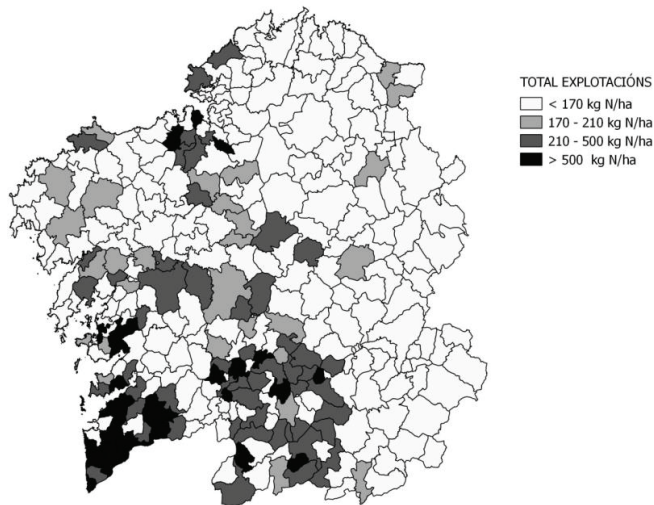 TOTAL EXPLOTACIÓNS
< 170 kg N/ha
170 - 210 kg N/ha
210 - 500 kg N/ha
> 500 kg N/ha